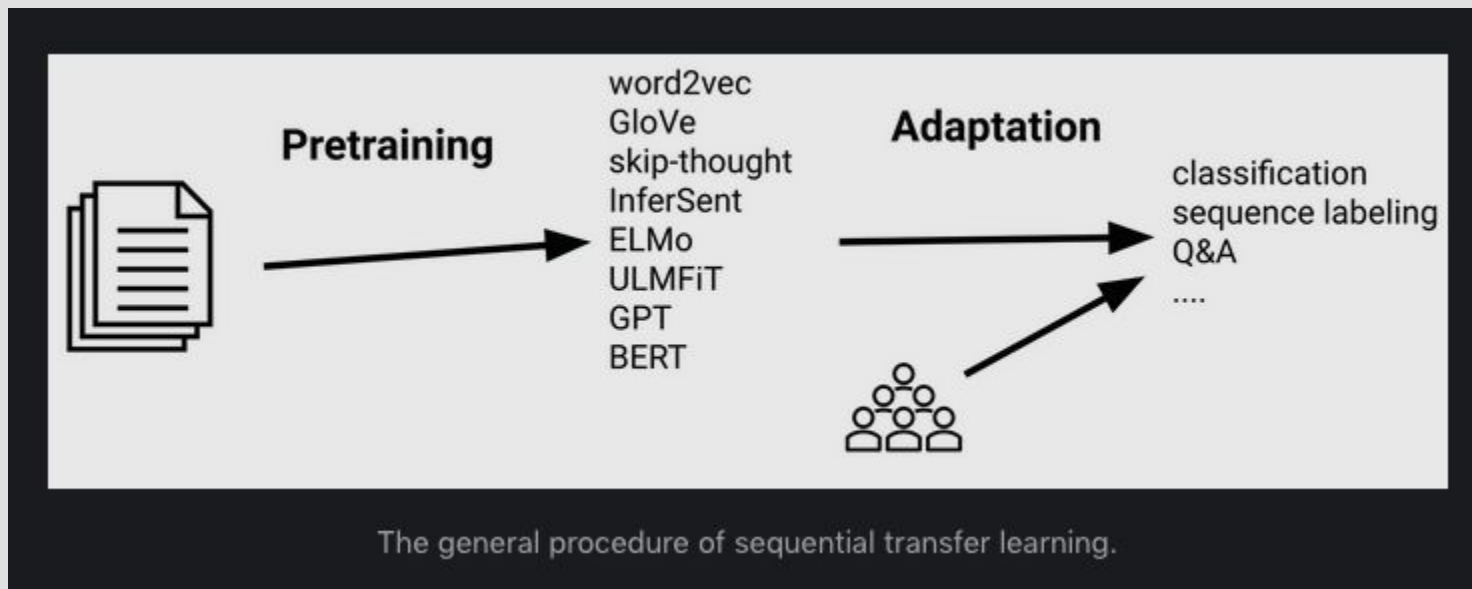 Pretraining
word2vec
GloVe
skip-thought
InferSent
ELMo
ULMFiT
GPT
BERT
Adaptation
classification
sequence labeling
Q&A
....
The general procedure of sequential transfer learning.